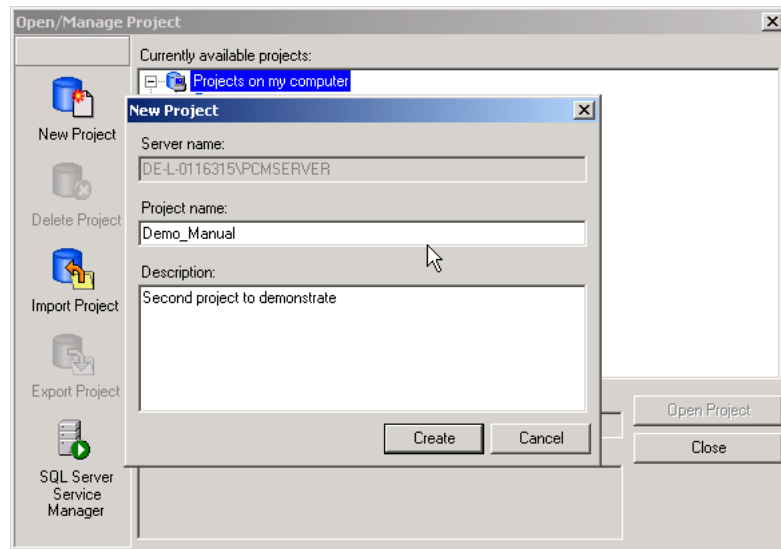 Open/Manage Project
Currently available projects:
Projects on my computer
New Project
New Project
Server name:
DE-L-0116315\PCMSERVER
Project name:
Demo_Manual
Description:
Second project to demonstrate
Create
Cancel
Delete Project
Import Project
Export Project
SQL Server
Service
Manager
Open Project
Close